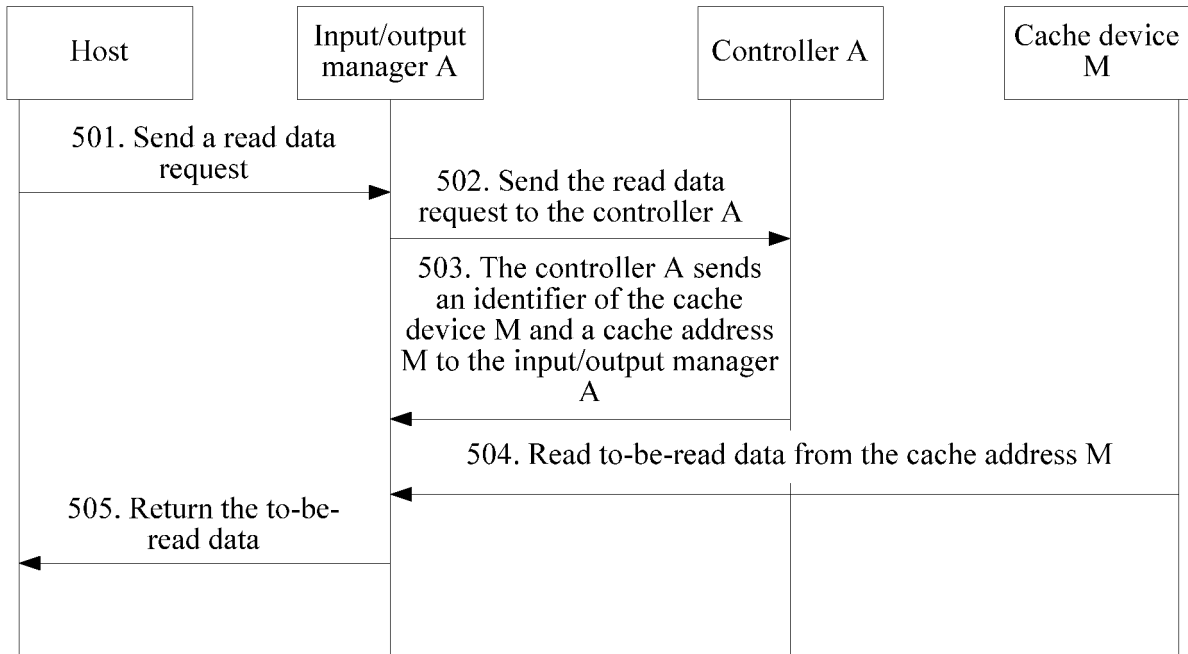 Host
Input/output
manager A
Controller A
Cache device
M
501. Send a read data
request
502. Send the read data
request to the controller A
503. The controller A sends
an identifier of the cache
device M and a cache address
M to the input/output manager
A
504. Read to-be-read data from the cache address M
505. Return the to-be-
read data